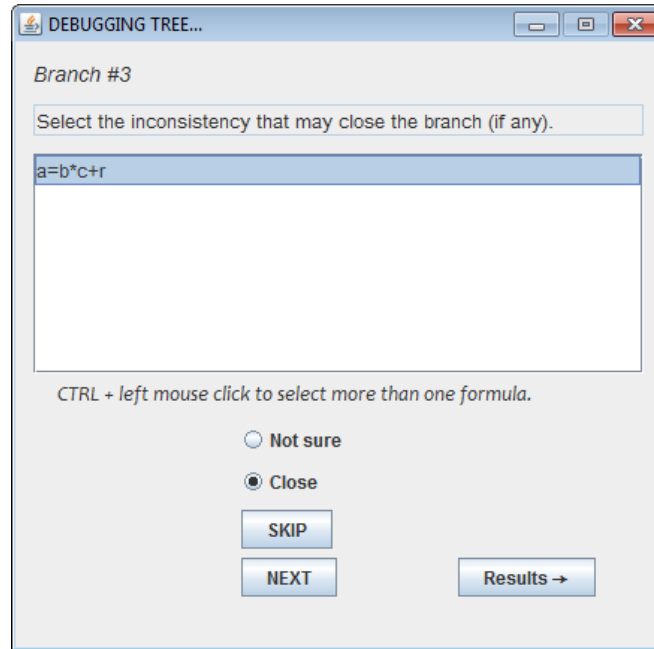 DEBUGGING TREE...
Branch #3
Select the inconsistency that may close the branch (if any).
a=b*c+r
CTRL + left mouse click to select more than one formula.
Not sure
Close
SKIP
NEXT
Results →